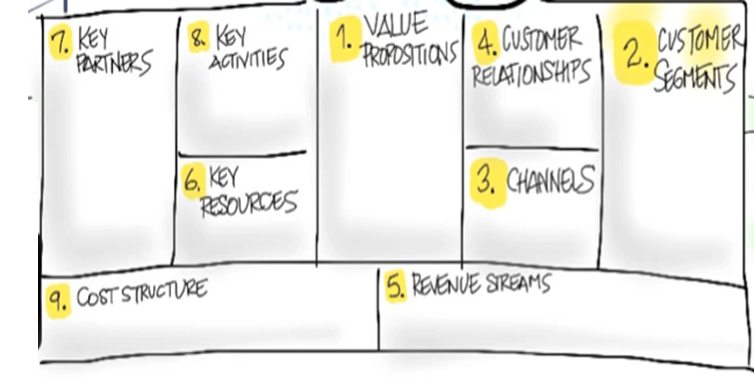 7. KEY
PARTNERS
8. KEY
ACTIVITIES
6. KEY
RESOURCES
1. VALUE
PROPOSITIONS
4. CUSTOMER
RELATIONSHIPS
3. CHANNELS
2. CUSTOMER
SEGMENTS
9. COST STRUCTURE
5. REVENUE STREAMS